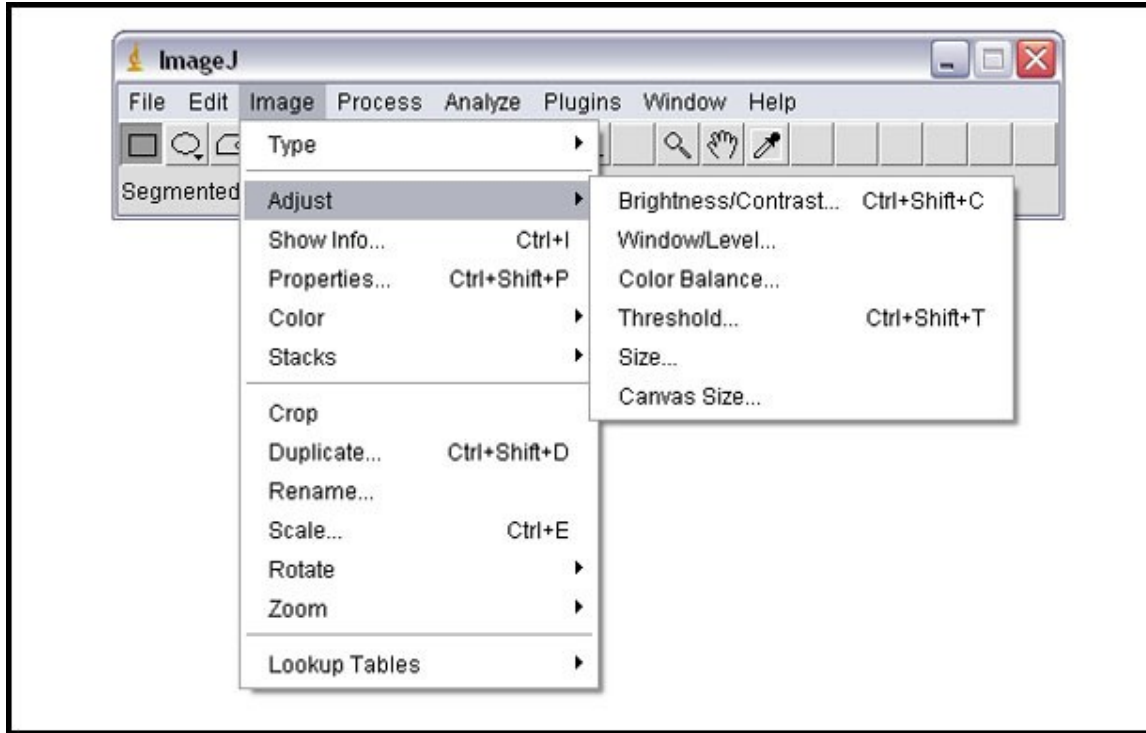 ImageJ
File Edit Image Process Analyze Plugins Window Help
Type
Segmented
Adjust
Brightness/Contrast... Ctrl+Shift+C
Show Info... Ctrl+I
Window/Level...
Properties... Ctrl+Shift+P
Color Balance...
Color
Threshold... Ctrl+Shift+T
Stacks
Size...
Canvas Size...
Crop
Duplicate... Ctrl+Shift+D
Rename...
Scale... Ctrl+E
Rotate
Zoom
Lookup Tables